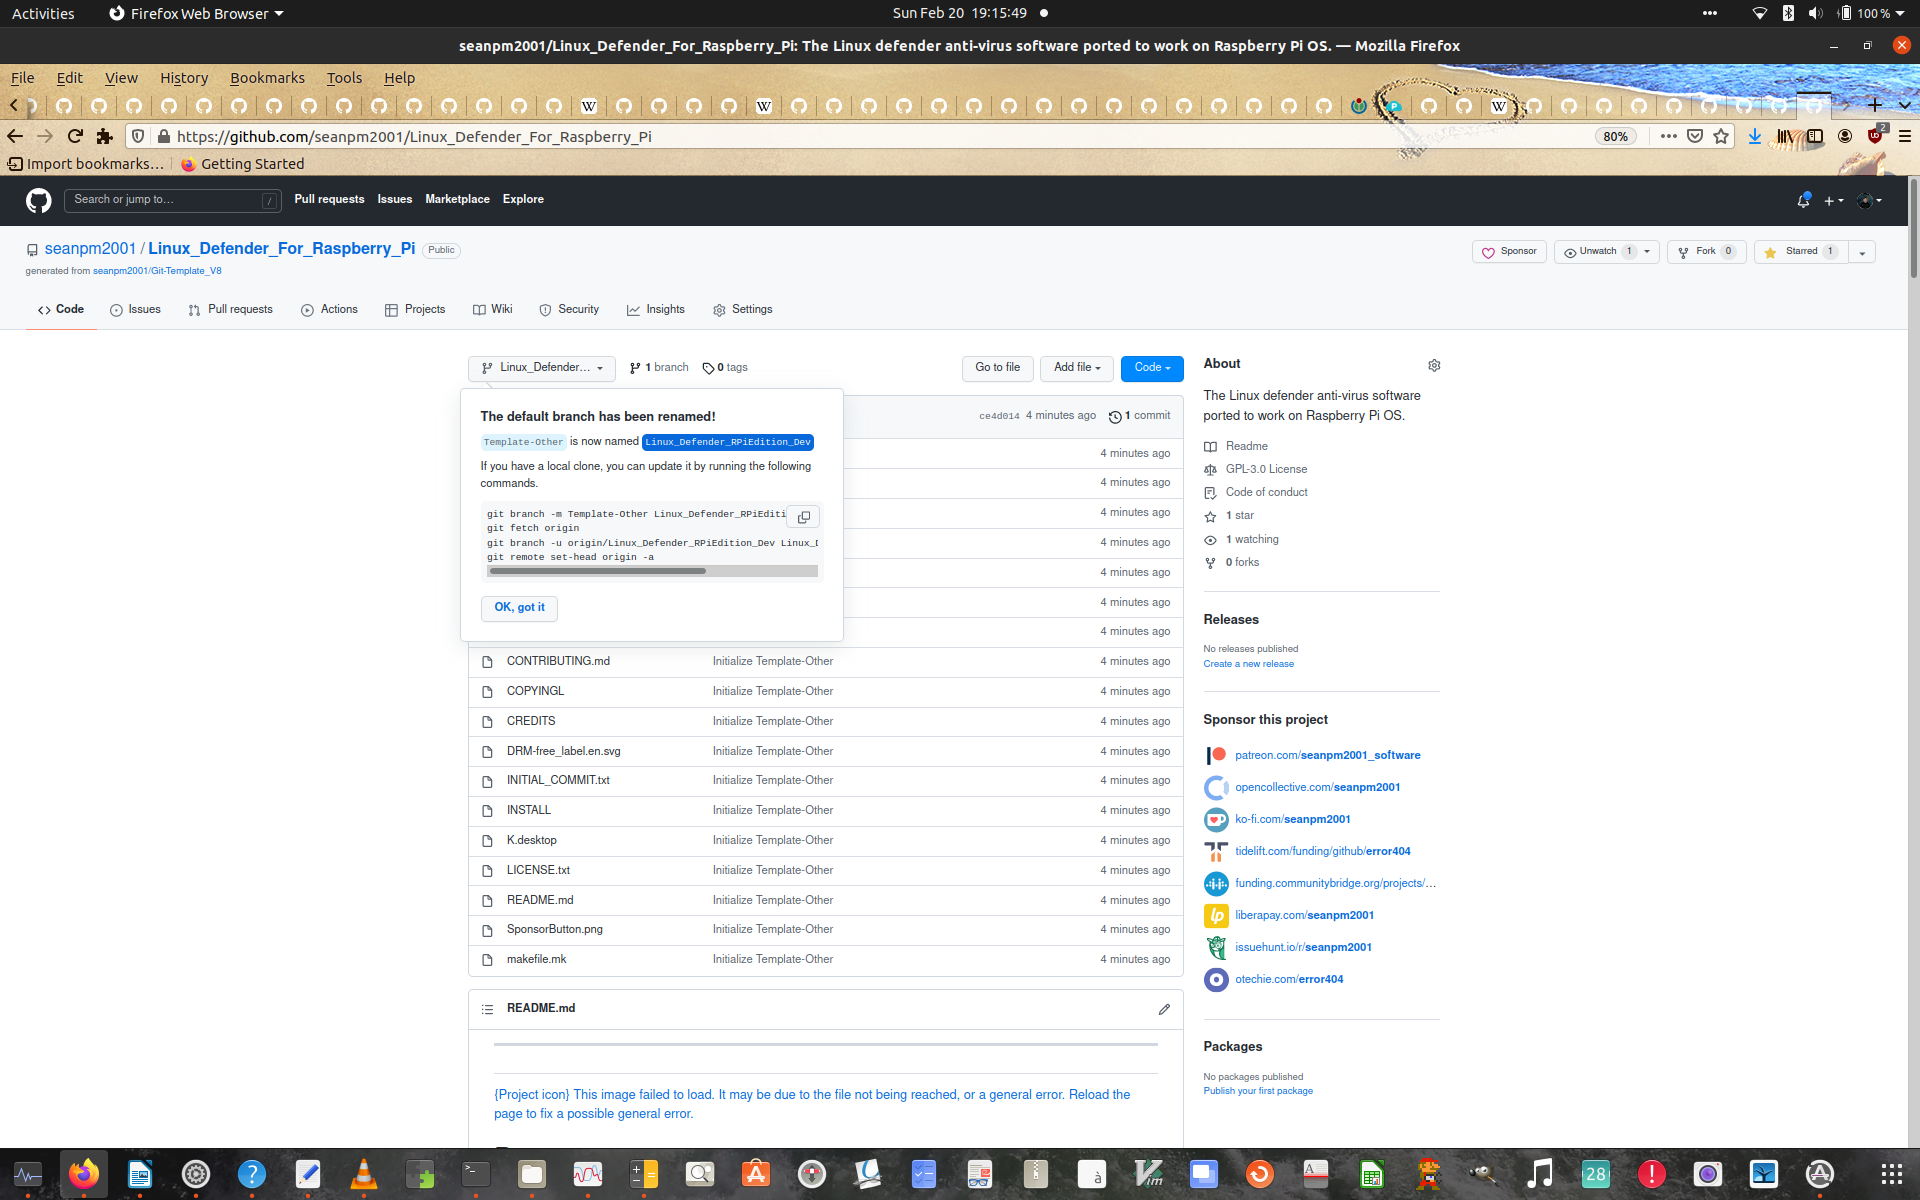 Activities
Firefox Web Browser
Sun Feb 20 19:15:49
100 %
seanpm2001/Linux_Defender_For_Raspberry_Pi: The Linux defender anti-virus software ported to work on Raspberry Pi OS. — Mozilla Firefox
File Edit View History Bookmarks Tools Help
https://github.com/seanpm2001/Linux_Defender_For_Raspberry_Pi
80%
2
Import bookmarks… Getting Started
Search or jump to… /
Pull requests Issues Marketplace Explore
seanpm2001 / Linux_Defender_For_Raspberry_Pi Public
generated from seanpm2001/Git-Template_V8
Sponsor Unwatch 1 Fork 0 Starred 1
Code Issues Pull requests Actions Projects Wiki Security Insights Settings
Linux_Defender... 1 branch 0 tags
Go to file Add file Code
The default branch has been renamed!
Template-Other is now named Linux_Defender_RPiEdition_Dev
If you have a local clone, you can update it by running the following
commands.
git branch -m Template-Other Linux_Defender_RPiEditi
git fetch origin
git branch -u origin/Linux_Defender_RPiEdition_Dev Linux_D
git remote set-head origin -a
OK, got it
ce4d014 4 minutes ago 1 commit
4 minutes ago
4 minutes ago
4 minutes ago
4 minutes ago
4 minutes ago
4 minutes ago
4 minutes ago
CONTRIBUTING.md Initialize Template-Other 4 minutes ago
COPYINGL Initialize Template-Other 4 minutes ago
CREDITS Initialize Template-Other 4 minutes ago
DRM-free_label.en.svg Initialize Template-Other 4 minutes ago
INITIAL_COMMIT.txt Initialize Template-Other 4 minutes ago
INSTALL Initialize Template-Other 4 minutes ago
K.desktop Initialize Template-Other 4 minutes ago
LICENSE.txt Initialize Template-Other 4 minutes ago
README.md Initialize Template-Other 4 minutes ago
SponsorButton.png Initialize Template-Other 4 minutes ago
makefile.mk Initialize Template-Other 4 minutes ago
README.md
{Project icon} This image failed to load. It may be due to the file not being reached, or a general error. Reload the
page to fix a possible general error.
About
The Linux defender anti-virus software
ported to work on Raspberry Pi OS.
Readme
GPL-3.0 License
Code of conduct
1 star
1 watching
0 forks
Releases
No releases published
Create a new release
Sponsor this project
patreon.com/seanpm2001_software
opencollective.com/seanpm2001
ko-fi.com/seanpm2001
tidelift.com/funding/github/error404
funding.communitybridge.org/projects/…
liberapay.com/seanpm2001
issuehunt.io/r/seanpm2001
otechie.com/error404
Packages
No packages published
Publish your first package
28